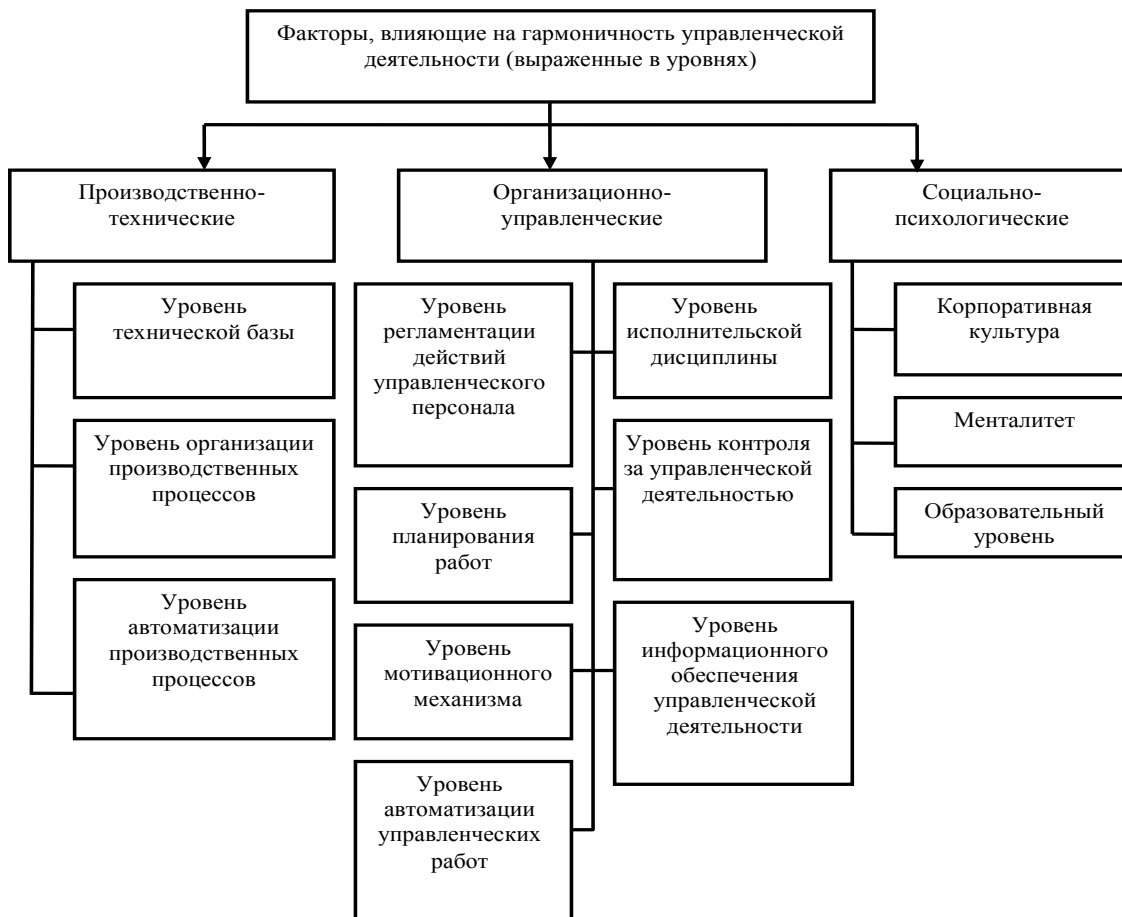 Факторы, влияющие на гармоничность управленческой
деятельности (выраженные в уровнях)
Производственно-
технические
Организационно-
управленческие
Социально-
психологические
Уровень
технической базы
Уровень организации
производственных
процессов
Уровень
автоматизации
производственных
процессов
Уровень
регламентации
действий
управленческого
персонала
Уровень
планирования
работ
Уровень
мотивационного
механизма
Уровень
автоматизации
управленческих
работ
Уровень
исполнительской
дисциплины
Уровень контроля
за управленческой
деятельностью
Уровень
информационного
обеспечения
управленческой
деятельности
Корпоративная
культура
Менталитет
Образовательный
уровень